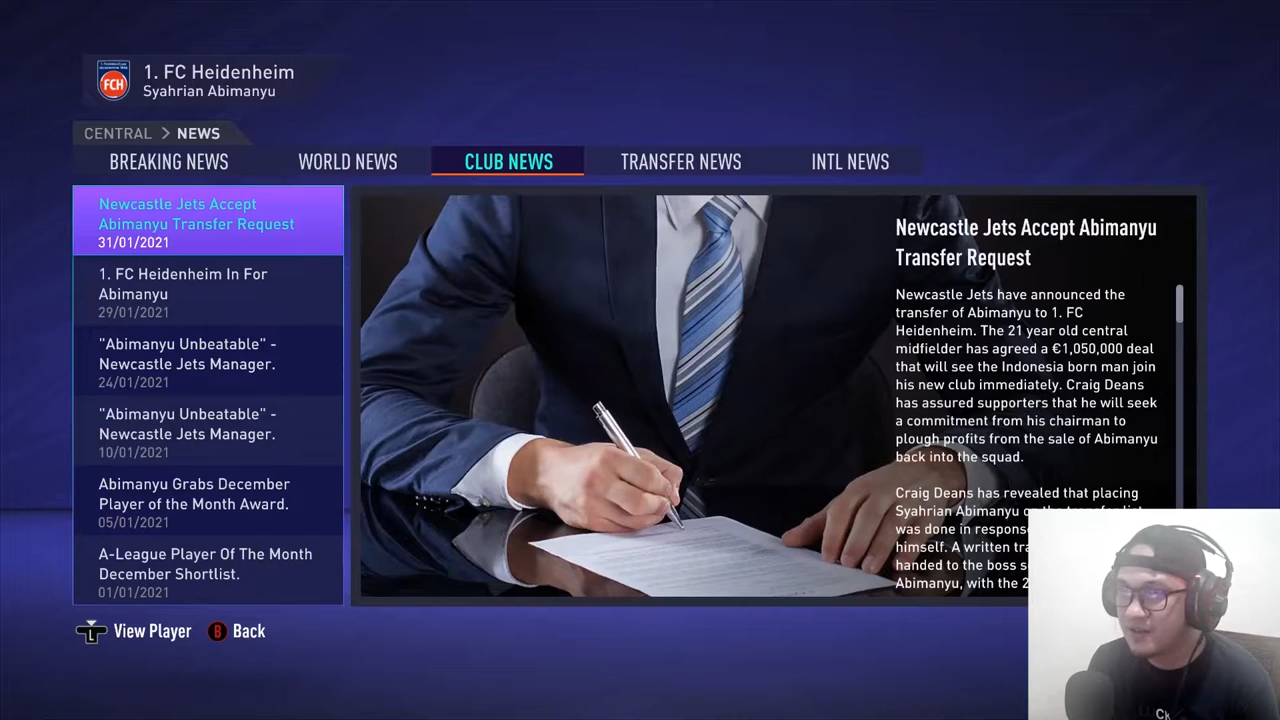 1. FC Heidenheim
FCH
Syahrian Abimanyu
CENTRAL > NEWS
BREAKING NEWS
WORLD NEWS
CLUB NEWS
TRANSFER NEWS
INTL NEWS
Newcastle Jets Accept
Abimanyu Transfer Request
31/01/2021
1. FC Heidenheim In For
Abimanyu
29/01/2021
"Abimanyu Unbeatable" -
Newcastle Jets Manager.
24/01/2021
"Abimanyu Unbeatable" -
Newcastle Jets Manager.
10/01/2021
Abimanyu Grabs December
Player of the Month Award.
05/01/2021
A-League Player Of The Month
December Shortlist.
01/01/2021
Newcastle Jets Accept Abimanyu
Transfer Request
Newcastle Jets have announced the
transfer of Abimanyu to 1. FC
Heidenheim. The 21 year old central
midfielder has agreed a €1,050,000 deal
that will see the Indonesia born man join
his new club immediately. Craig Deans
has assured supporters that he will seek
a commitment from his chairman to
plough profits from the sale of Abimanyu
back into the squad.
Craig Deans has revealed that placing
Syahrian Abimanyu
was done in
himself. A written
handed to the boss
Abimanyu, with the
L View Player B Back